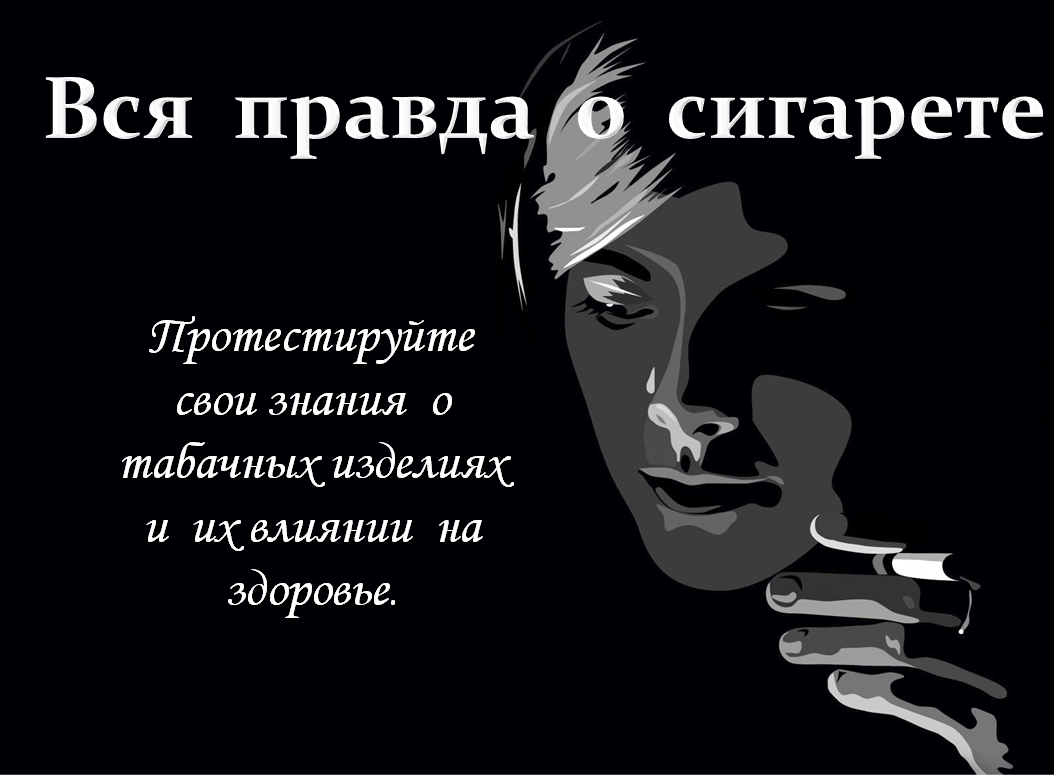 Вся правда о сигарете
Протестируйте
свои знания о
табачных изделиях
и их влиянии на
здоровье.